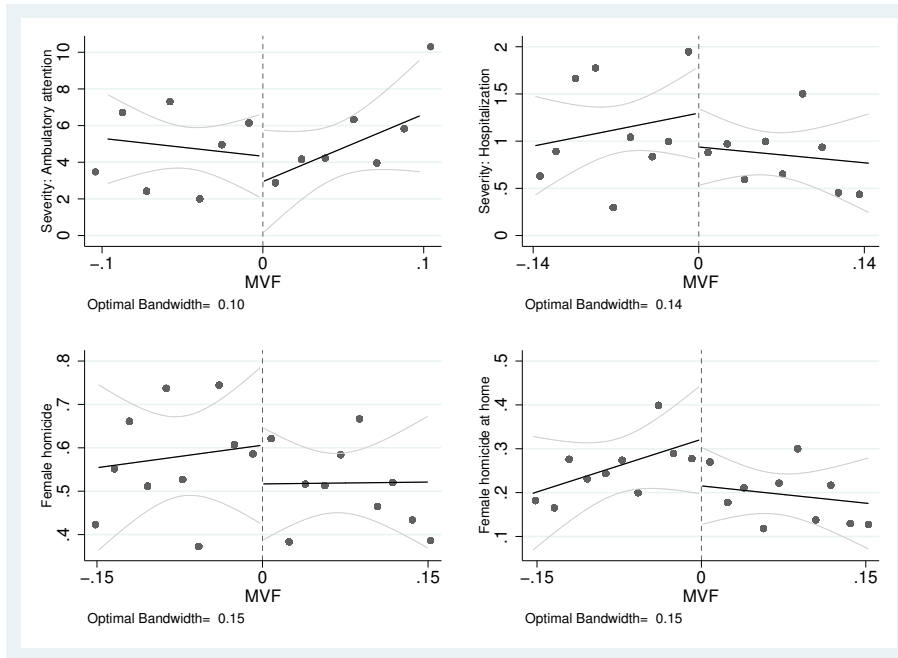 Severity: Ambulatory attention
10
8
6
4
2
0
-.1
0
.1
MVF
Optimal Bandwidth= 0.10
Severity: Hospitalization
2
1.5
1
.5
0
-.14
0
.14
MVF
Optimal Bandwidth= 0.14
Female homicide
.8
.7
.6
.5
.4
-.15
0
.15
MVF
Optimal Bandwidth= 0.15
Female homicide at home
.5
.4
.3
.2
.1
-.15
0
.15
MVF
Optimal Bandwidth= 0.15